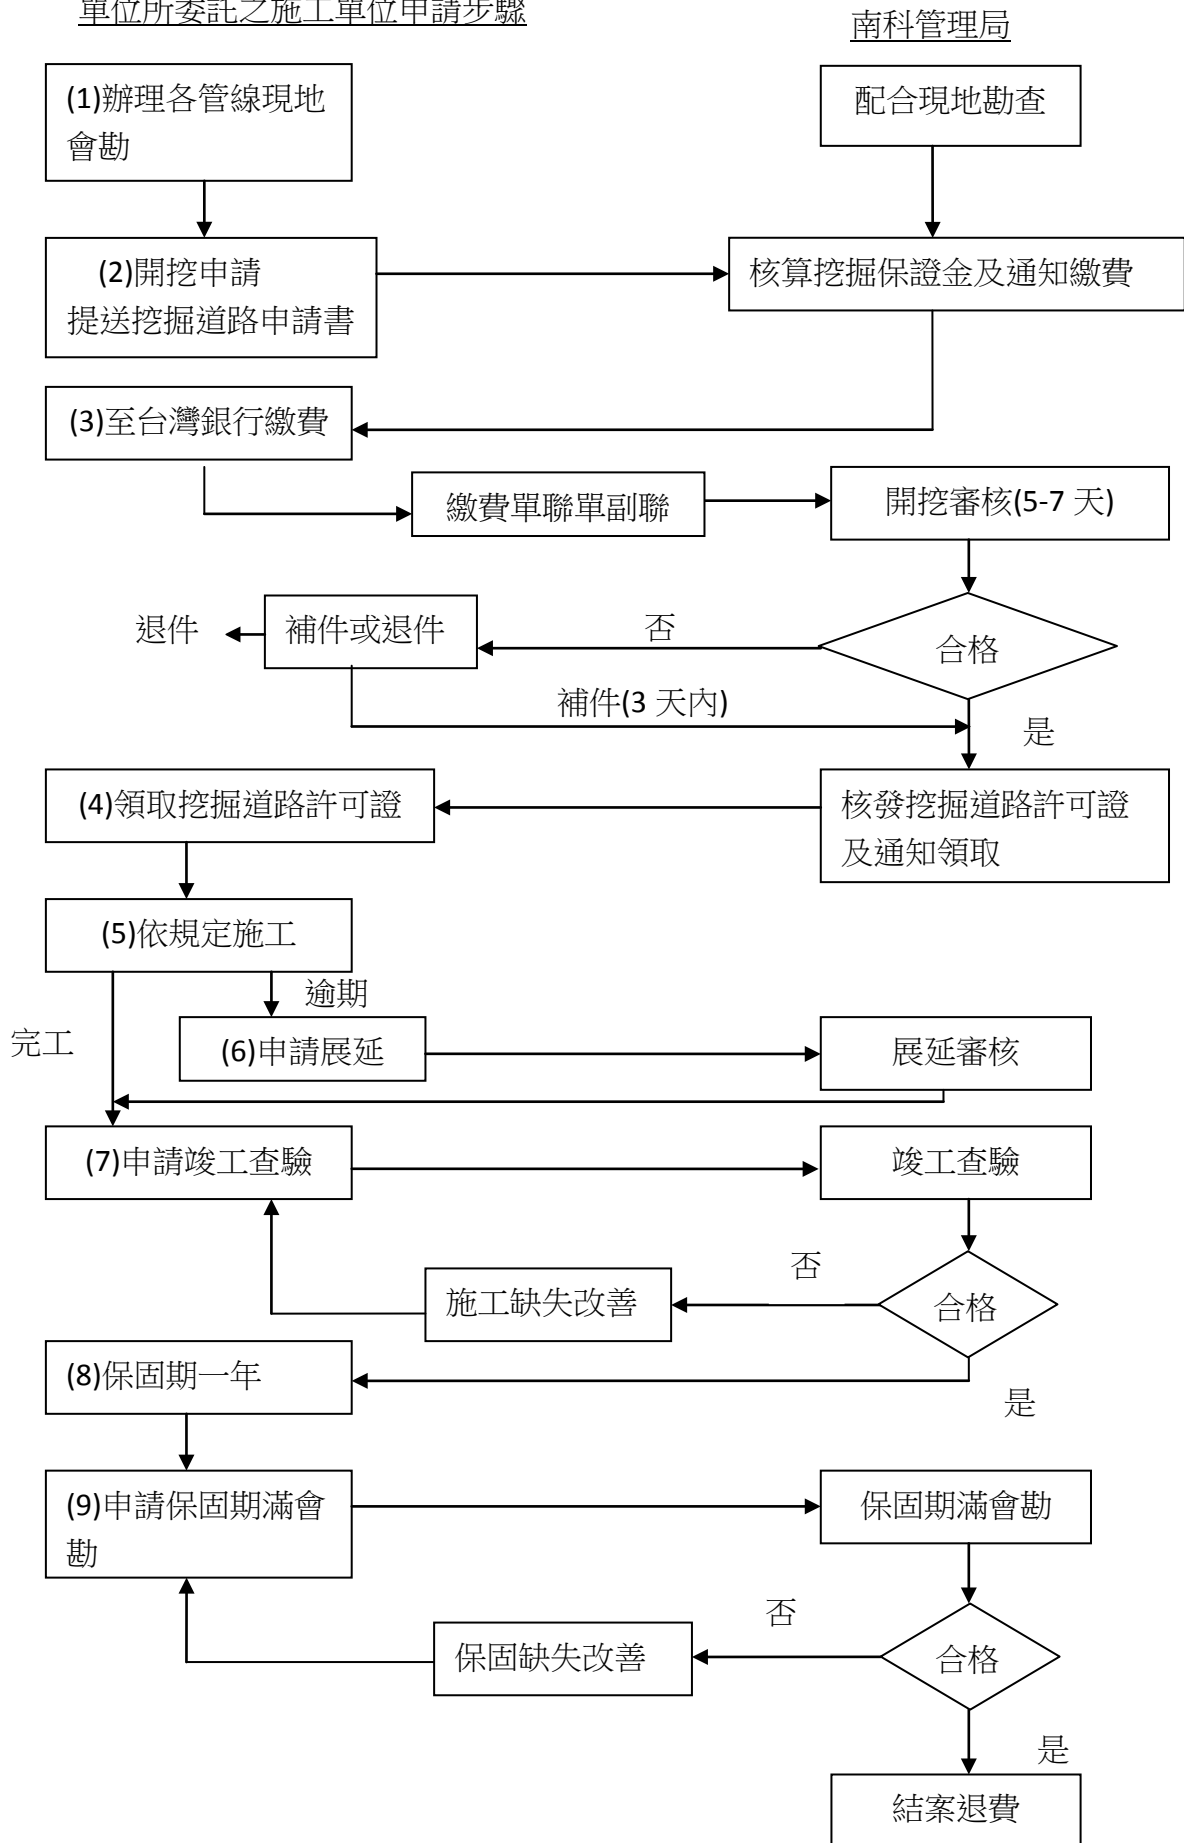 單位所委託之施工單位申請步驟
南科管理局
(1)辦理各管線現地
會勘
配合現地勘查
(2)開挖申請
提送挖掘道路申請書
核算挖掘保證金及通知繳費
(3)至台灣銀行繳費
繳費單聯單副聯
開挖審核(5-7 天)
退件
補件或退件
否
合格
補件(3 天內)
是
(4)領取挖掘道路許可證
核發挖掘道路許可證
及通知領取
(5)依規定施工
逾期
完工
(6)申請展延
展延審核
(7)申請竣工查驗
竣工查驗
否
施工缺失改善
合格
(8)保固期一年
是
(9)申請保固期滿會
勘
保固期滿會勘
否
保固缺失改善
合格
是
結案退費